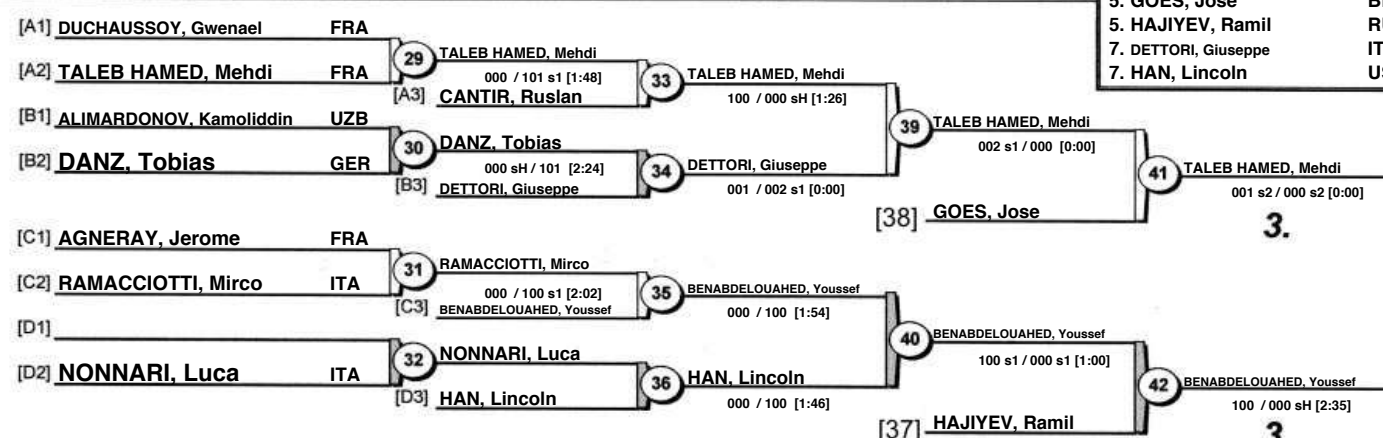 5. GOES, Jose
5. HAJIYEV, Ramil
7. DETTORI, Giuseppe
7. HAN, Lincoln
[A1] DUCHAUSSOY, Gwenael FRA
[A2] TALEB HAMED, Mehdi FRA
[B1] ALIMARDONOV, Kamoliddin UZB
[B2] DANZ, Tobias GER
[C1] AGNERAY, Jerome FRA
[C2] RAMACCIOTTI, Mirco ITA
[D1]
[D2] NONNARI, Luca ITA
29
TALEB HAMED, Mehdi
000 / 101 s1 [1:48]
[A3] CANTIR, Ruslan
30
DANZ, Tobias
000 sH / 101 [2:24]
[B3] DETTORI, Giuseppe
31
RAMACCIOTTI, Mirco
000 / 100 s1 [2:02]
[C3] BENABDELOUAHED, Youssef
32
NONNARI, Luca
[D3] HAN, Lincoln
33
TALEB HAMED, Mehdi
100 / 000 sH [1:26]
34
DETTORI, Giuseppe
001 / 002 s1 [0:00]
35
BENABDELOUAHED, Youssef
000 / 100 [1:54]
36
HAN, Lincoln
000 / 100 [1:46]
39
TALEB HAMED, Mehdi
002 s1 / 000 [0:00]
[38] GOES, Jose
40
BENABDELOUAHED, Youssef
100 s1 / 000 s1 [1:00]
[37] HAJIYEV, Ramil
41
TALEB HAMED, Mehdi
001 s2 / 000 s2 [0:00]
3.
42
BENABDELOUAHED, Youssef
100 / 000 sH [2:35]
3